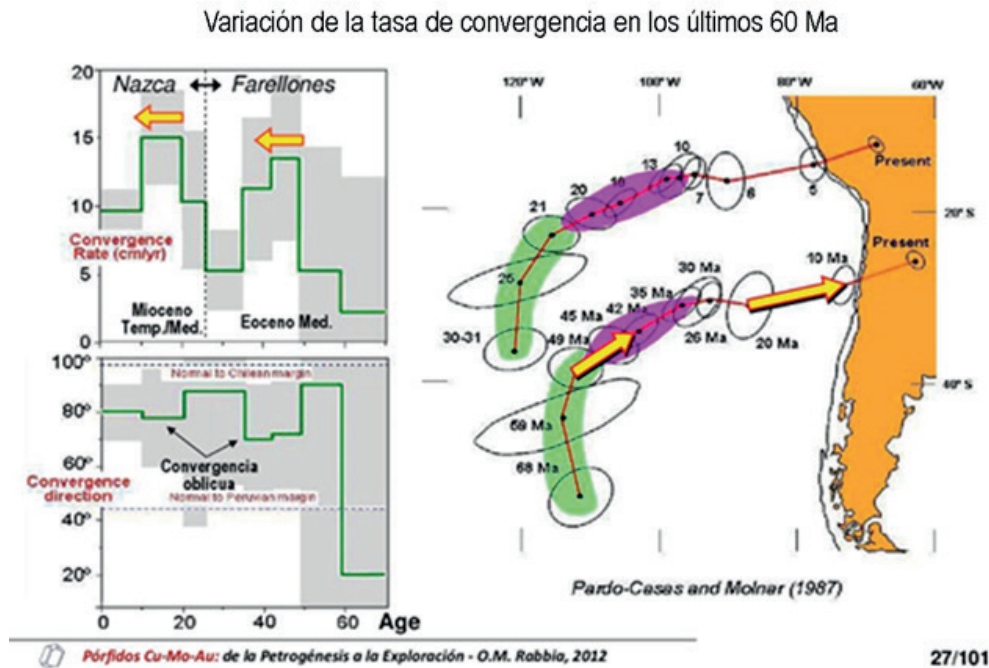 Variación de la tasa de convergencia en los últimos 60 Ma
20
15
10
5
0
Nazca
Farellones
Convergence
Rate (cm/yr)
Mioceno
Temp./Med.
Eoceno Med.
100º
80º
60º
40º
20º
Normal to Chilean margin
Convergencia
oblicua
Convergence
direction
Normal to Peruvian margin
0
20
40
60
Age
120° W
100° W
80° W
60° W
Present
5
6
7
10
13
16
20
21
25
30-31
20° S
Present
10 Ma
20 Ma
26 Ma
30 Ma
35 Ma
42 Ma
45 Ma
49 Ma
59 Ma
68 Ma
40° S
Pardo-Casas and Molnar (1987)
Pórfidos Cu-Mo-Au: de la Petrogénesis a la Exploración - O.M. Rabbia, 2012
27/101